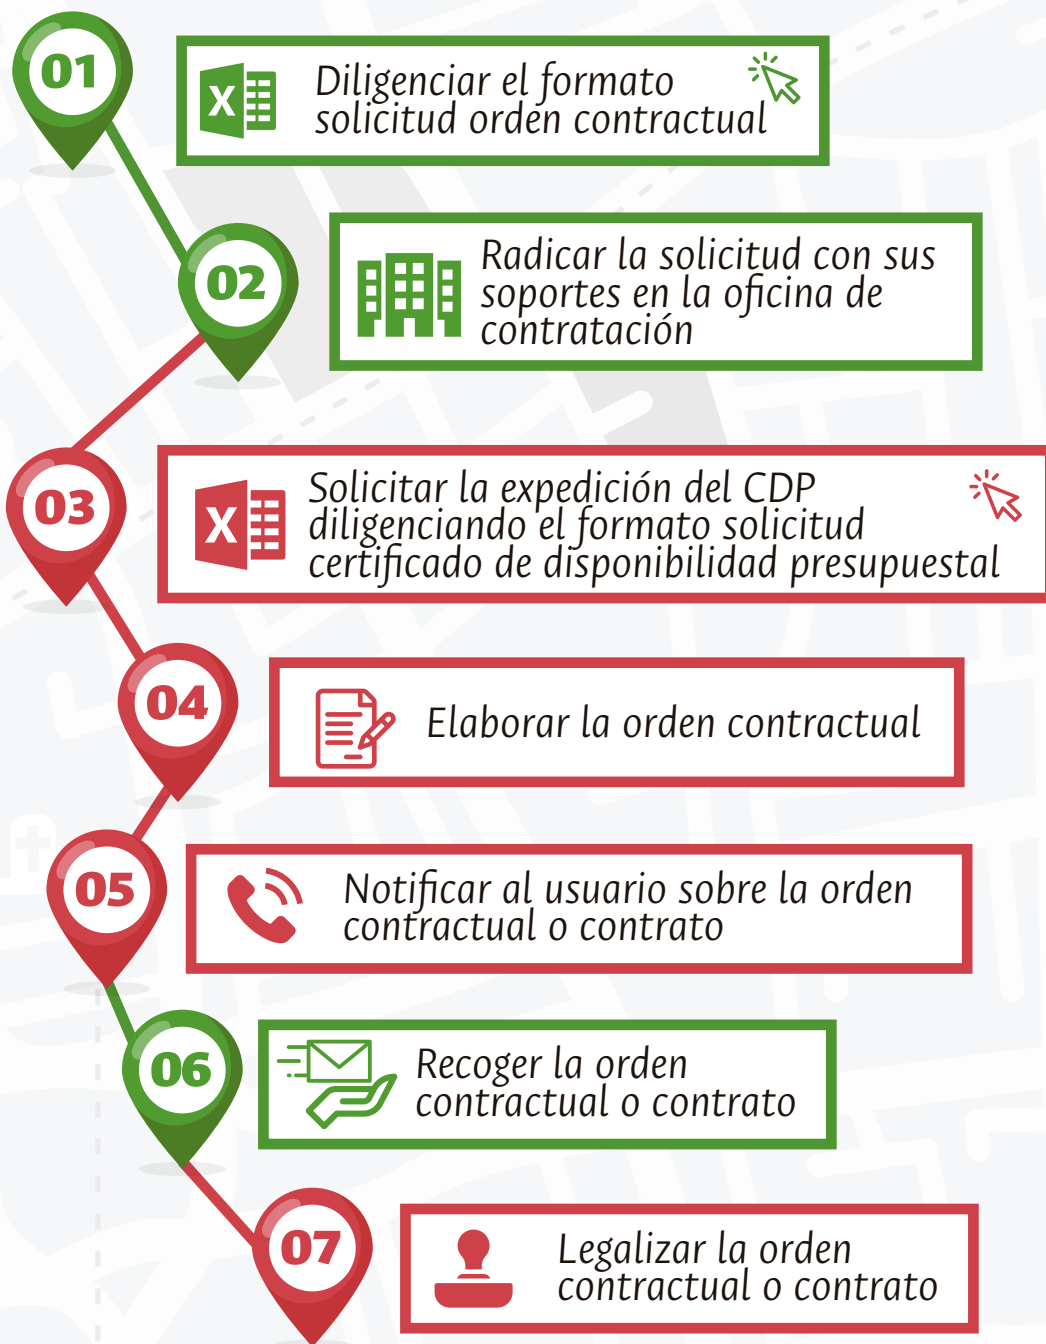 01
Diligenciar el formato
solicitud orden contractual
02
Radicar la solicitud con sus
soportes en la oficina de
contratación
03
Solicitar la expedición del CDP
diligenciando el formato solicitud
certificado de disponibilidad presupuestal
04
Elaborar la orden contractual
05
Notificar al usuario sobre la orden
contractual o contrato
06
Recoger la orden
contractual o contrato
07
Legalizar la orden
contractual o contrato